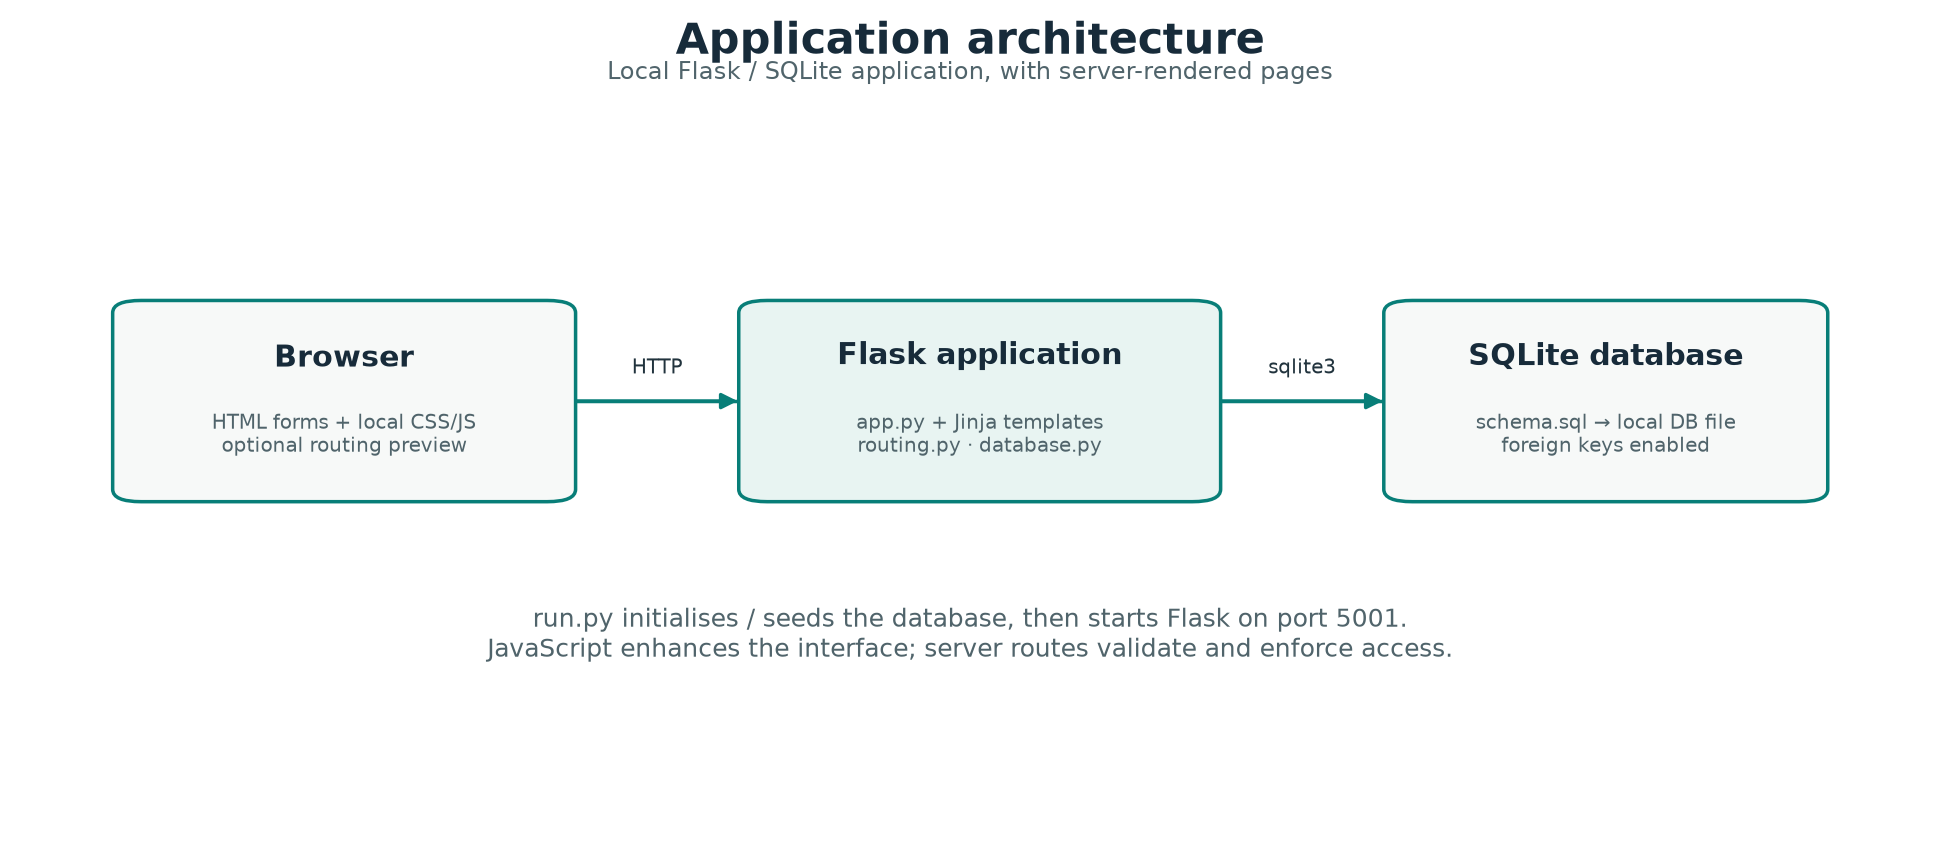 Application architecture
Local Flask / SQLite application, with server-rendered pages
Browser
HTML forms + local CSS/JS
optional routing preview
HTTP
Flask application
app.py + Jinja templates
routing.py · database.py
sqlite3
SQLite database
schema.sql → local DB file
foreign keys enabled
run.py initialises / seeds the database, then starts Flask on port 5001.
JavaScript enhances the interface; server routes validate and enforce access.